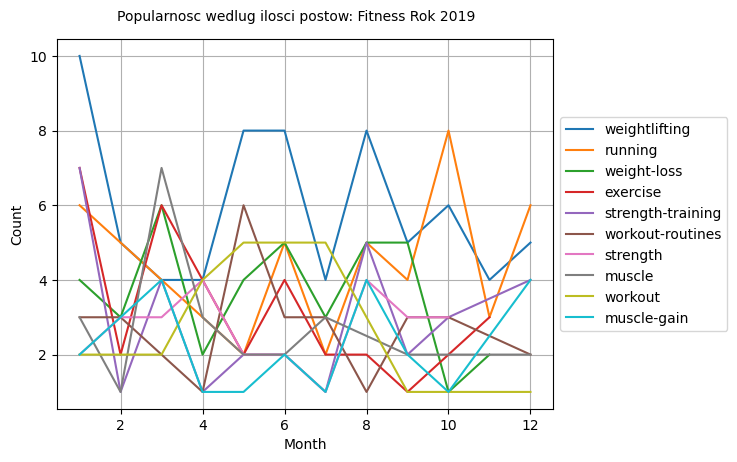 Popularnosc wedlug ilosci postow: Fitness Rok 2019
10
8
6
4
2
Count
2 4 6 8 10 12
Month
weightlifting
running
weight-loss
exercise
strength-training
workout-routines
strength
muscle
workout
muscle-gain